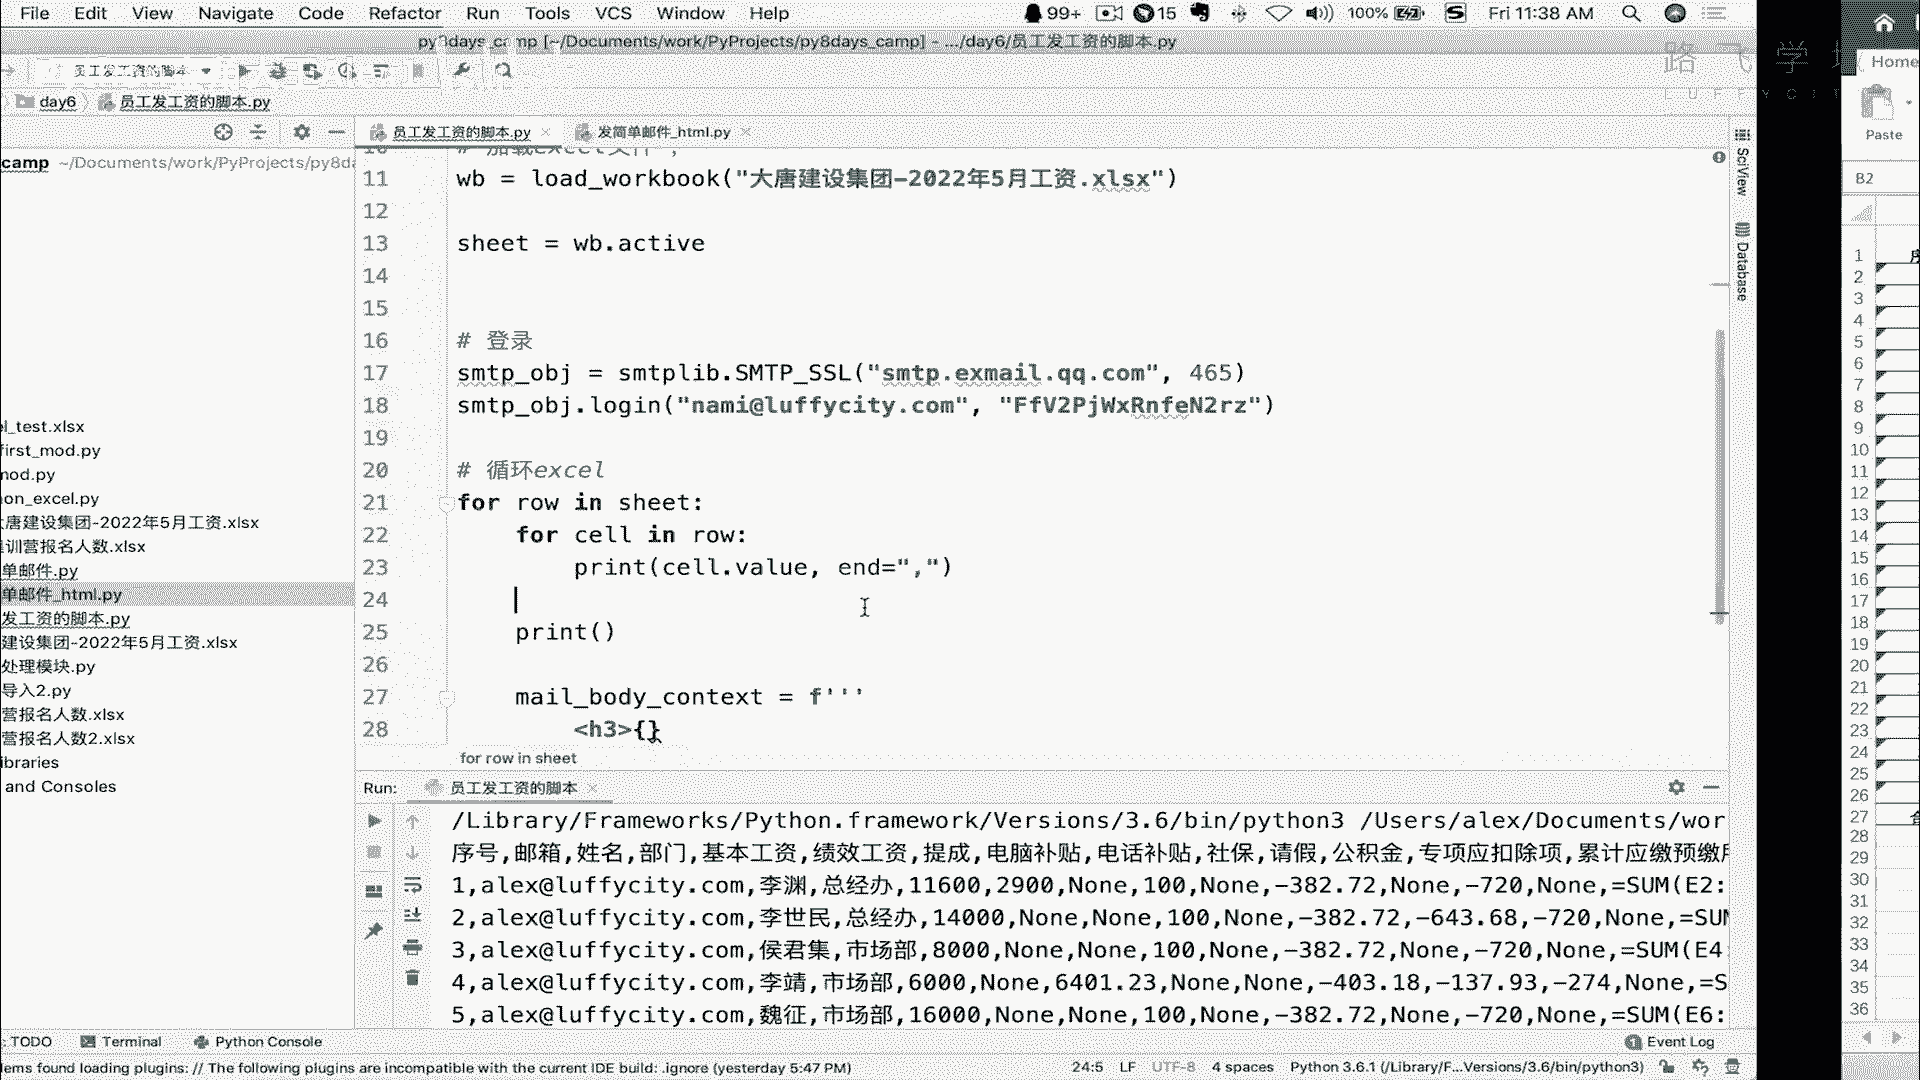 File Edit View Navigate Code Refactor Run Tools VCS Window Help 99+ 15 100% Fri 11:38 AM
py8days_camp [~/Documents/work/PyProjects/py8days_camp] - .../day6/员工发工资的脚本.py
路飞学
LUFFYCIT
员工发工资的脚本
Home
day6 员工发工资的脚本.py
员工发工资的脚本.py 发简单邮件_html.py
Paste
camp ~/Documents/work/PyProjects/py8da
B2
SciView
Database
10 # 加载excel文件,
11 wb = load_workbook("大唐建设集团-2022年5月工资.xlsx")
12
13 sheet = wb.active
14
15
16 # 登录
17 smtp_obj = smtplib.SMTP_SSL("smtp.exmail.qq.com", 465)
18 smtp_obj.login("nami@luffycity.com", "FfV2PjWxRnfeN2rz")
19
20 # 循环excel
21 for row in sheet:
22 for cell in row:
23 print(cell.value, end=",")
24
25 print()
26
27 mail_body_context = f'''
28 <h3>{}
for row in sheet
l_test.xlsx
first_mod.py
mod.py
on_excel.py
大唐建设集团-2022年5月工资.xlsx
训营报名人数.xlsx
单邮件.py
单邮件_html.py
发工资的脚本.py
建设集团-2022年5月工资.xlsx
处理模块.py
导入2.py
营报名人数.xlsx
营报名人数2.xlsx
ibraries
and Consoles
Run: 员工发工资的脚本
/Library/Frameworks/Python.framework/Versions/3.6/bin/python3 /Users/alex/Documents/wor
序号,邮箱,姓名,部门,基本工资,绩效工资,提成,电脑补贴,电话补贴,社保,请假,公积金,专项应扣除项,累计应缴预缴
1,alex@luffycity.com,李渊,总经办,11600,2900,None,100,None,-382.72,None,-720,None,=SUM(E2:
2,alex@luffycity.com,李世民,总经办,14000,None,None,100,None,-382.72,-643.68,-720,None,=SUM
3,alex@luffycity.com,侯君集,市场部,8000,None,None,100,None,-382.72,None,-720,None,=SUM(E4
4,alex@luffycity.com,李靖,市场部,6000,None,6401.23,None,None,-403.18,-137.93,-274,None,=S
5,alex@luffycity.com,魏征,市场部,16000,None,None,100,None,-382.72,None,-720,None,=SUM(E6:
1
2
3
4
5
6
7
8
9
10
11
12
13
14
15
16
17
18
19
20
21
22
23
24
25
26
27
28
29
30
31
32
33
34
35
36
: TODO Terminal Python Console Event Log
lems found loading plugins: // The following plugins are incompatible with the current IDE build: .ignore (yesterday 5:47 PM) 24:5 LF UTF-8 4 spaces Python 3.6.1 (/Library/F...Versions/3.6/bin/python3)